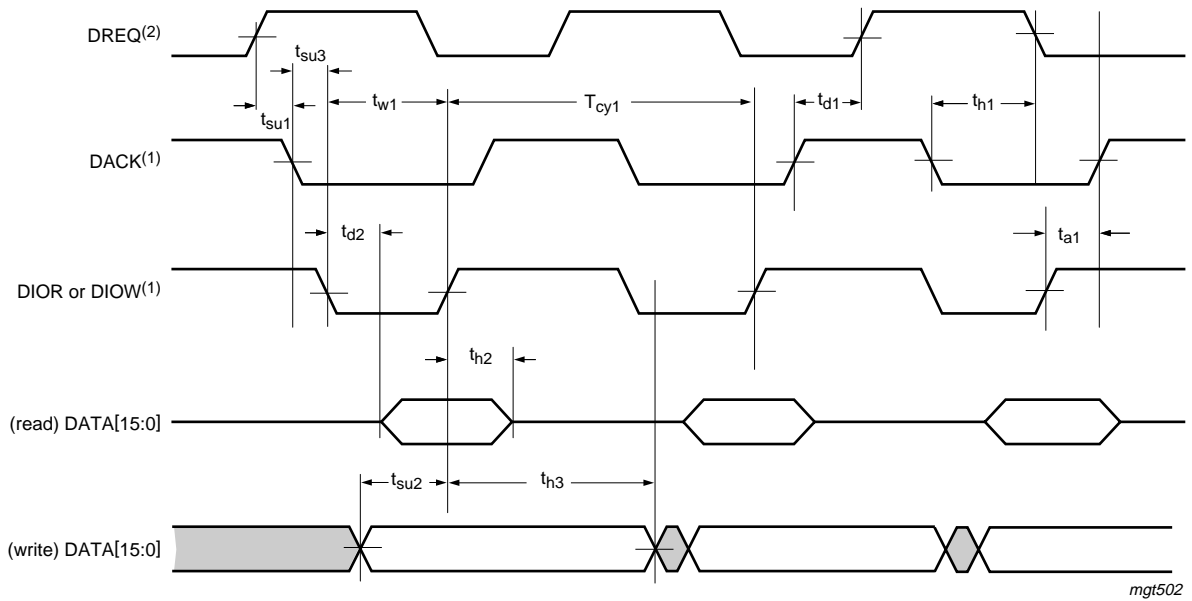 DREQ(2)
tsu3
tw1
Tcy1
td1
th1
tsu1
DACK(1)
td2
ta1
DIOR or DIOW(1)
th2
(read) DATA[15:0]
tsu2
th3
(write) DATA[15:0]
mgt502